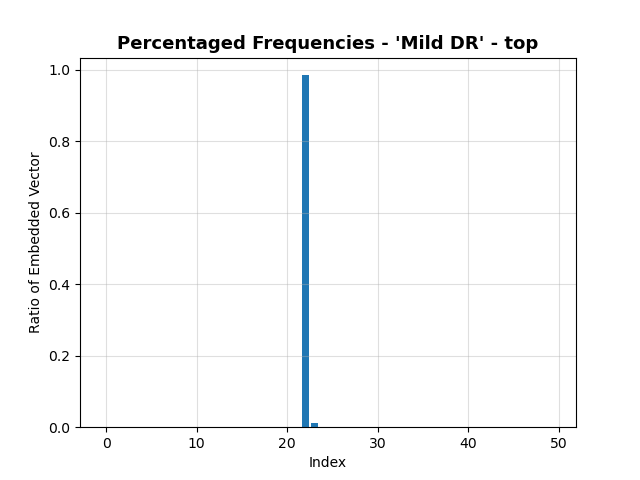 Percentaged Frequencies - 'Mild DR' - top
Ratio of Embedded Vector
1.0
0.8
0.6
0.4
0.2
0.0
0 10 20 30 40 50
Index